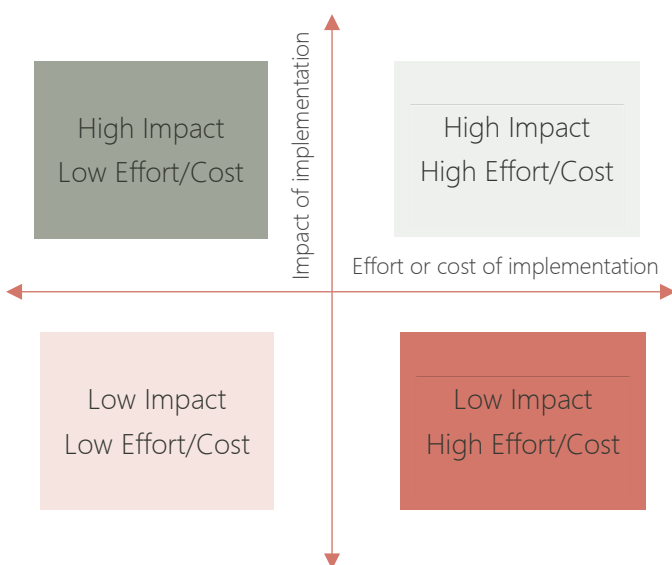 High Impact
Low Effort/Cost
Impact of implementation
High Impact
High Effort/Cost
Effort or cost of implementation
Low Impact
Low Effort/Cost
Low Impact
High Effort/Cost